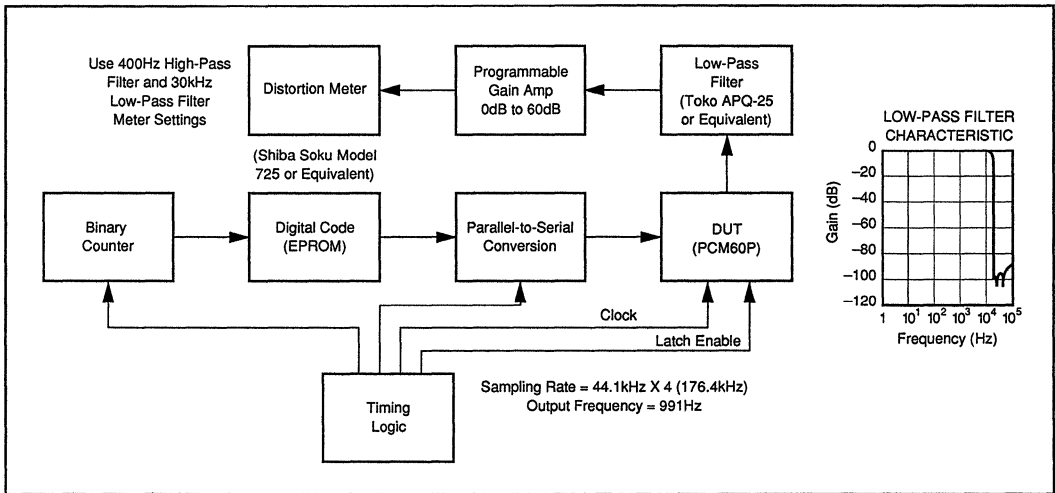 Use 400Hz High-Pass
Filter and 30kHz
Low-Pass Filter
Meter Settings
Distortion Meter
Programmable
Gain Amp
0dB to 60dB
Low-Pass
Filter
(Toko APQ-25
or Equivalent)
(Shiba Soku Model
725 or Equivalent)
Binary
Counter
Digital Code
(EPROM)
Parallel-to-Serial
Conversion
DUT
(PCM60P)
Clock
Latch Enable
Timing
Logic
Sampling Rate = 44.1kHz X 4 (176.4kHz)
Output Frequency = 991Hz
LOW-PASS FILTER
CHARACTERISTIC
Gain (dB)
0
−20
−40
−60
−80
−100
−120
1 10¹ 10² 10³ 10⁴ 10⁵
Frequency (Hz)